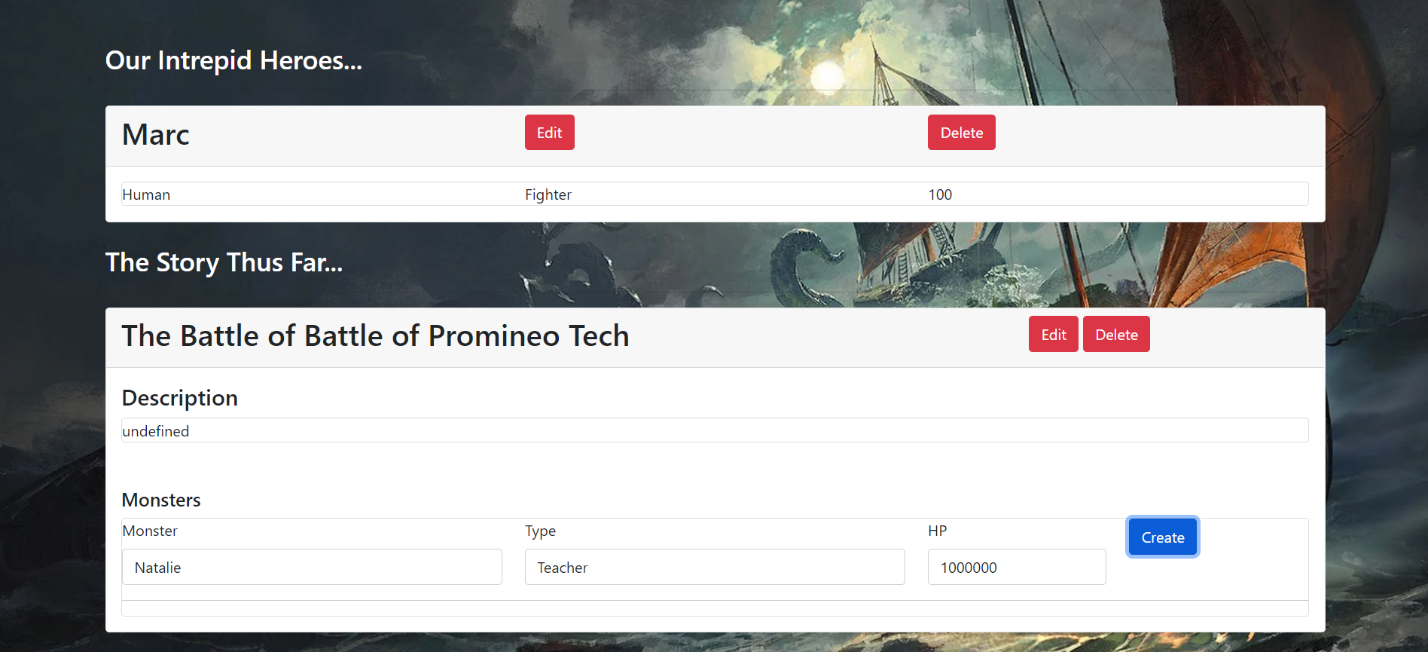 Our Intrepid Heroes...
Marc Edit Delete
Human Fighter 100
The Story Thus Far...
The Battle of Battle of Promineo Tech Edit Delete
Description
undefined
Monsters
Monster Type HP Create
Natalie Teacher 1000000